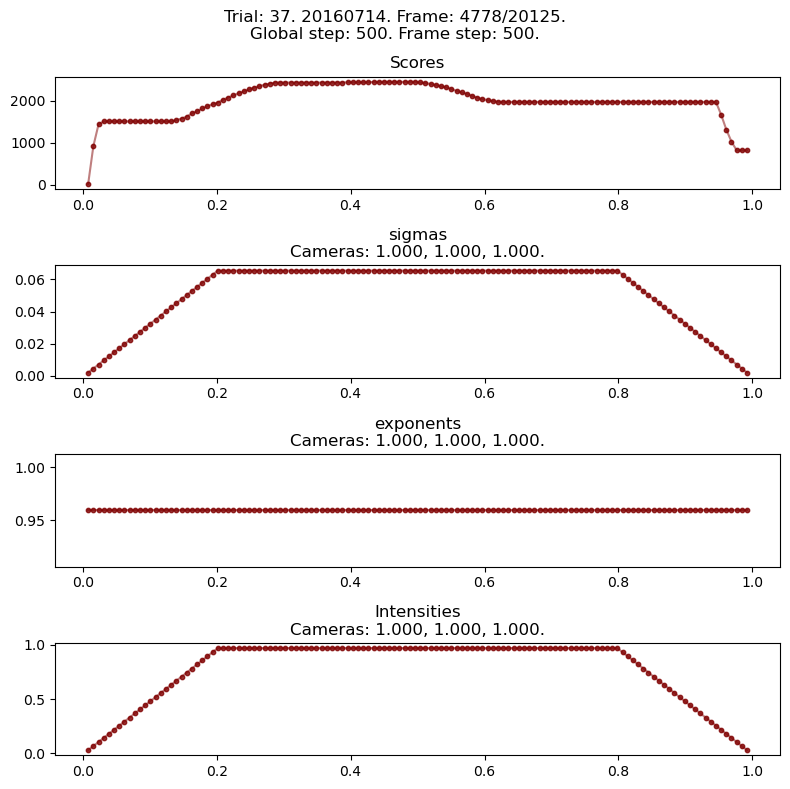 Trial: 37. 20160714. Frame: 4778/20125.
Global step: 500. Frame step: 500.
Scores
2000
1000
0
0.0 0.2 0.4 0.6 0.8 1.0
sigmas
Cameras: 1.000, 1.000, 1.000.
0.06
0.04
0.02
0.00
0.0 0.2 0.4 0.6 0.8 1.0
exponents
Cameras: 1.000, 1.000, 1.000.
1.00
0.95
0.0 0.2 0.4 0.6 0.8 1.0
Intensities
Cameras: 1.000, 1.000, 1.000.
1.0
0.5
0.0
0.0 0.2 0.4 0.6 0.8 1.0